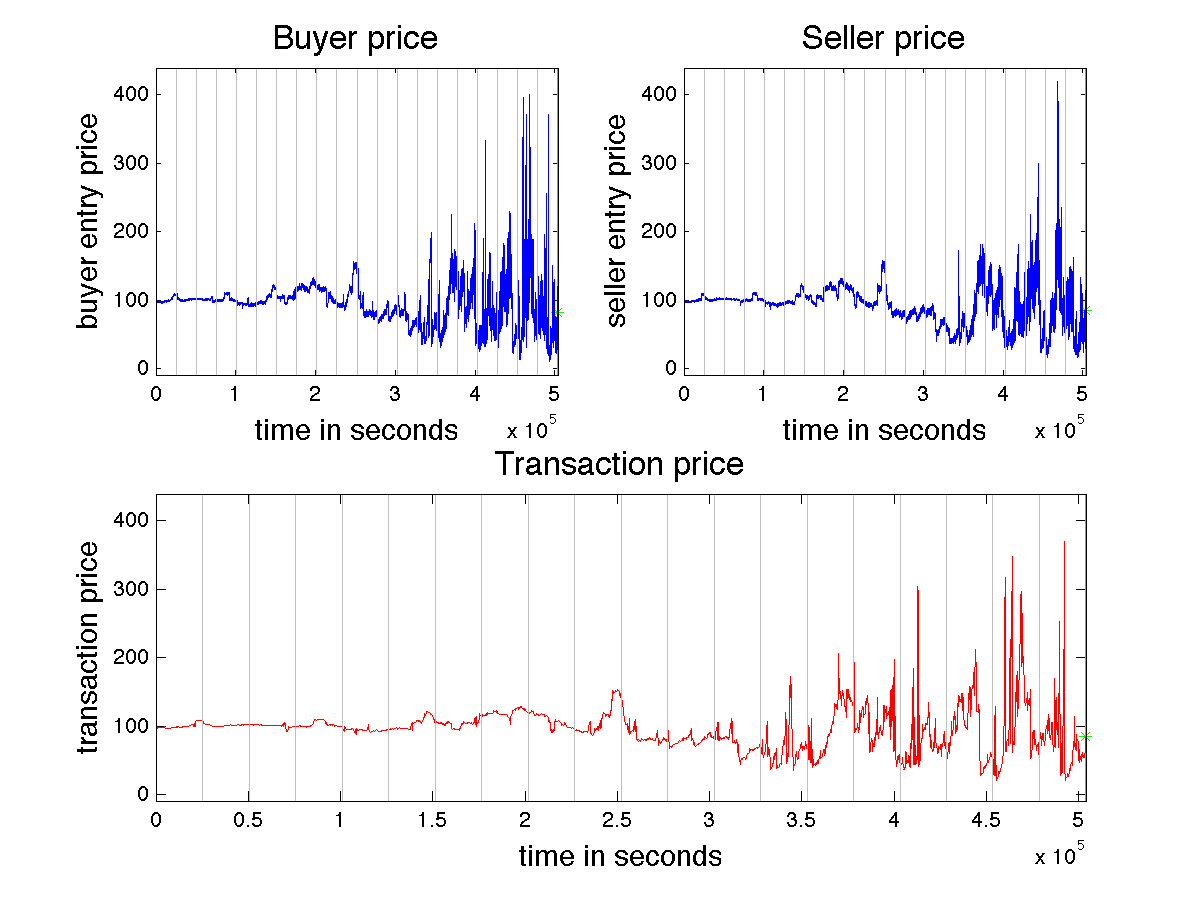 Buyer price
buyer entry price
400
300
200
100
0
0 1 2 3 4 5
time in seconds
x 10^5
Seller price
seller entry price
400
300
200
100
0
0 1 2 3 4 5
time in seconds
x 10^5
Transaction price
transaction price
400
300
200
100
0
0 0.5 1 1.5 2 2.5 3 3.5 4 4.5 5
time in seconds
x 10^5